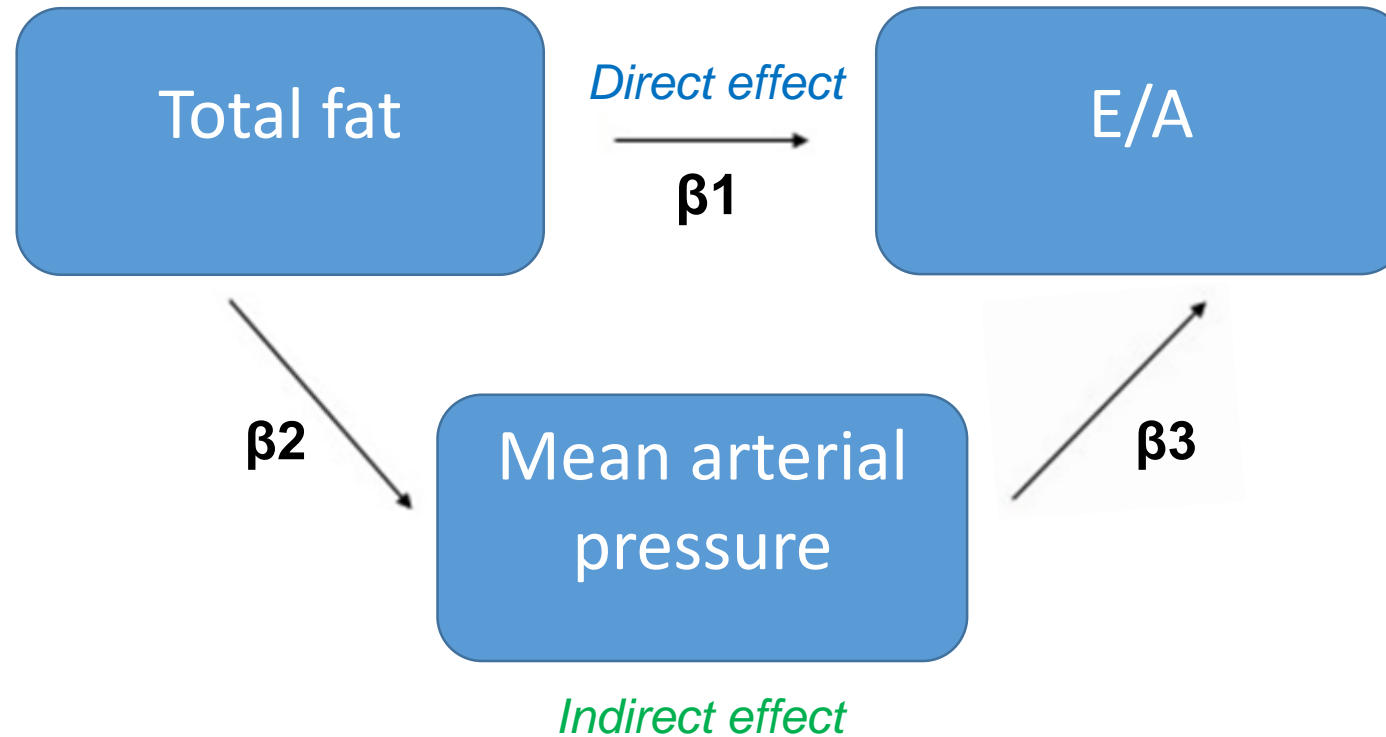 Total fat
Direct effect
β1
E/A
β2
Mean arterial
pressure
β3
Indirect effect